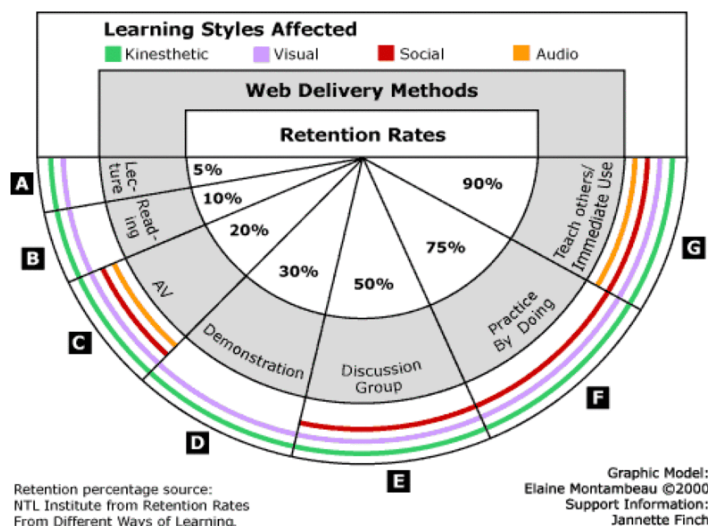 Learning Styles Affected
Kinesthetic Visual Social Audio
Web Delivery Methods
Retention Rates
5%
10%
20%
30%
50%
75%
90%
Lec-
ture
Read-
ing
AV
Demonstration
Discussion
Group
Practice
By Doing
Teach others/
Immediate Use
A
B
C
D
E
F
G
Retention percentage source:
NTL Institute from Retention Rates
From Different Ways of Learning.
Graphic Model:
Elaine Montambeau ©2000
Support Information:
Jannette Finch